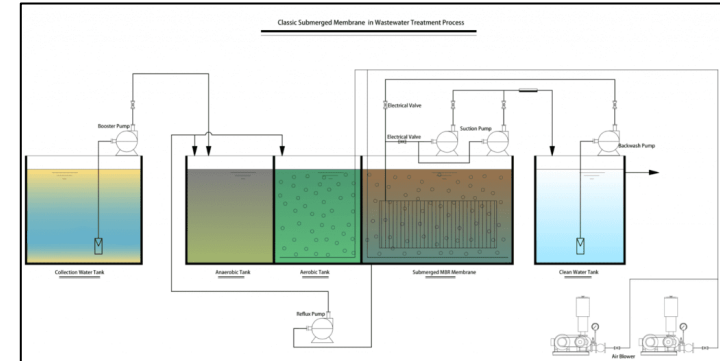 Classic Submerged Membrane in Wastewater Treatment Process
Booster Pump
Electrical Valve
Electrical Valve
Suction Pump
Backwash Pump
Collection Water Tank
Anaerobic Tank
Aerobic Tank
Submerged MBR Membrane
Clean Water Tank
Reflux Pump
Air Blower